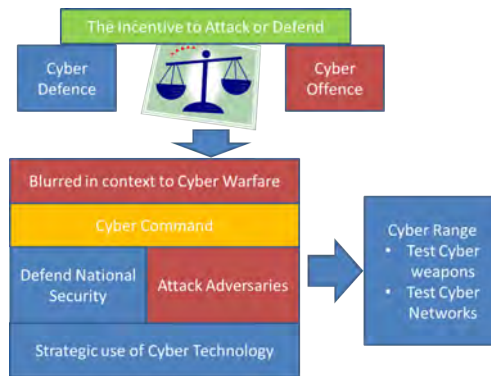 The Incentive to Attack or Defend
Cyber
Defence
Cyber
Offence
Blurred in context to Cyber Warfare
Cyber Command
Defend National
Security
Attack Adversaries
Strategic use of Cyber Technology
Cyber Range
• Test Cyber
weapons
• Test Cyber
Networks